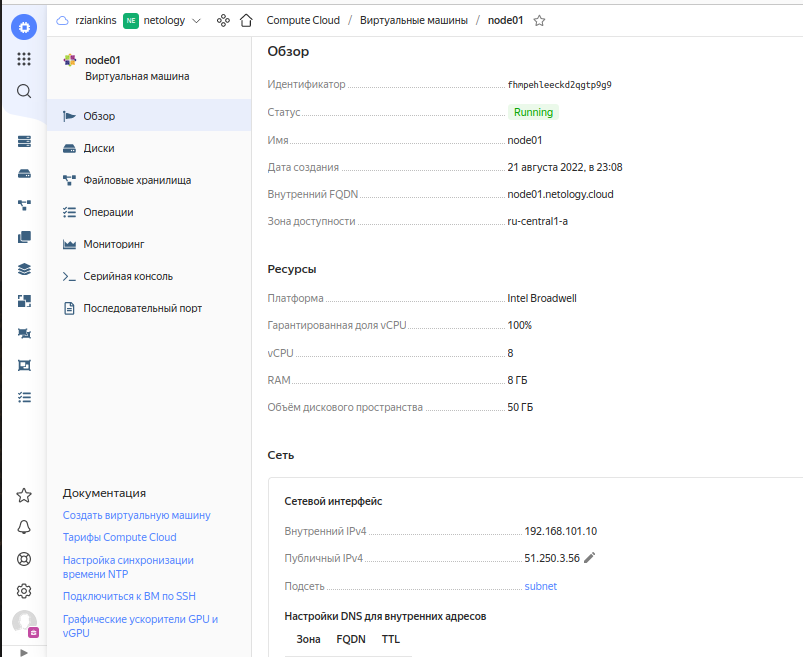 rziankins NE netology Compute Cloud / Виртуальные машины / node01
node01
Виртуальная машина
Обзор
Диски
Файловые хранилища
Операции
Мониторинг
Серийная консоль
Последовательный порт
Документация
Создать виртуальную машину
Тарифы Compute Cloud
Настройка синхронизации
времени NTP
Подключиться к ВМ по SSH
Графические ускорители GPU и
vGPU
Обзор
Идентификатор fhmpehleeckd2qgtp9g9
Статус Running
Имя node01
Дата создания 21 августа 2022, в 23:08
Внутренний FQDN node01.netology.cloud
Зона доступности ru-central1-a
Ресурсы
Платформа Intel Broadwell
Гарантированная доля vCPU 100%
vCPU 8
RAM 8 ГБ
Объём дискового пространства 50 ГБ
Сеть
Сетевой интерфейс
Внутренний IPv4 192.168.101.10
Публичный IPv4 51.250.3.56
Подсеть subnet
Настройки DNS для внутренних адресов
Зона FQDN TTL